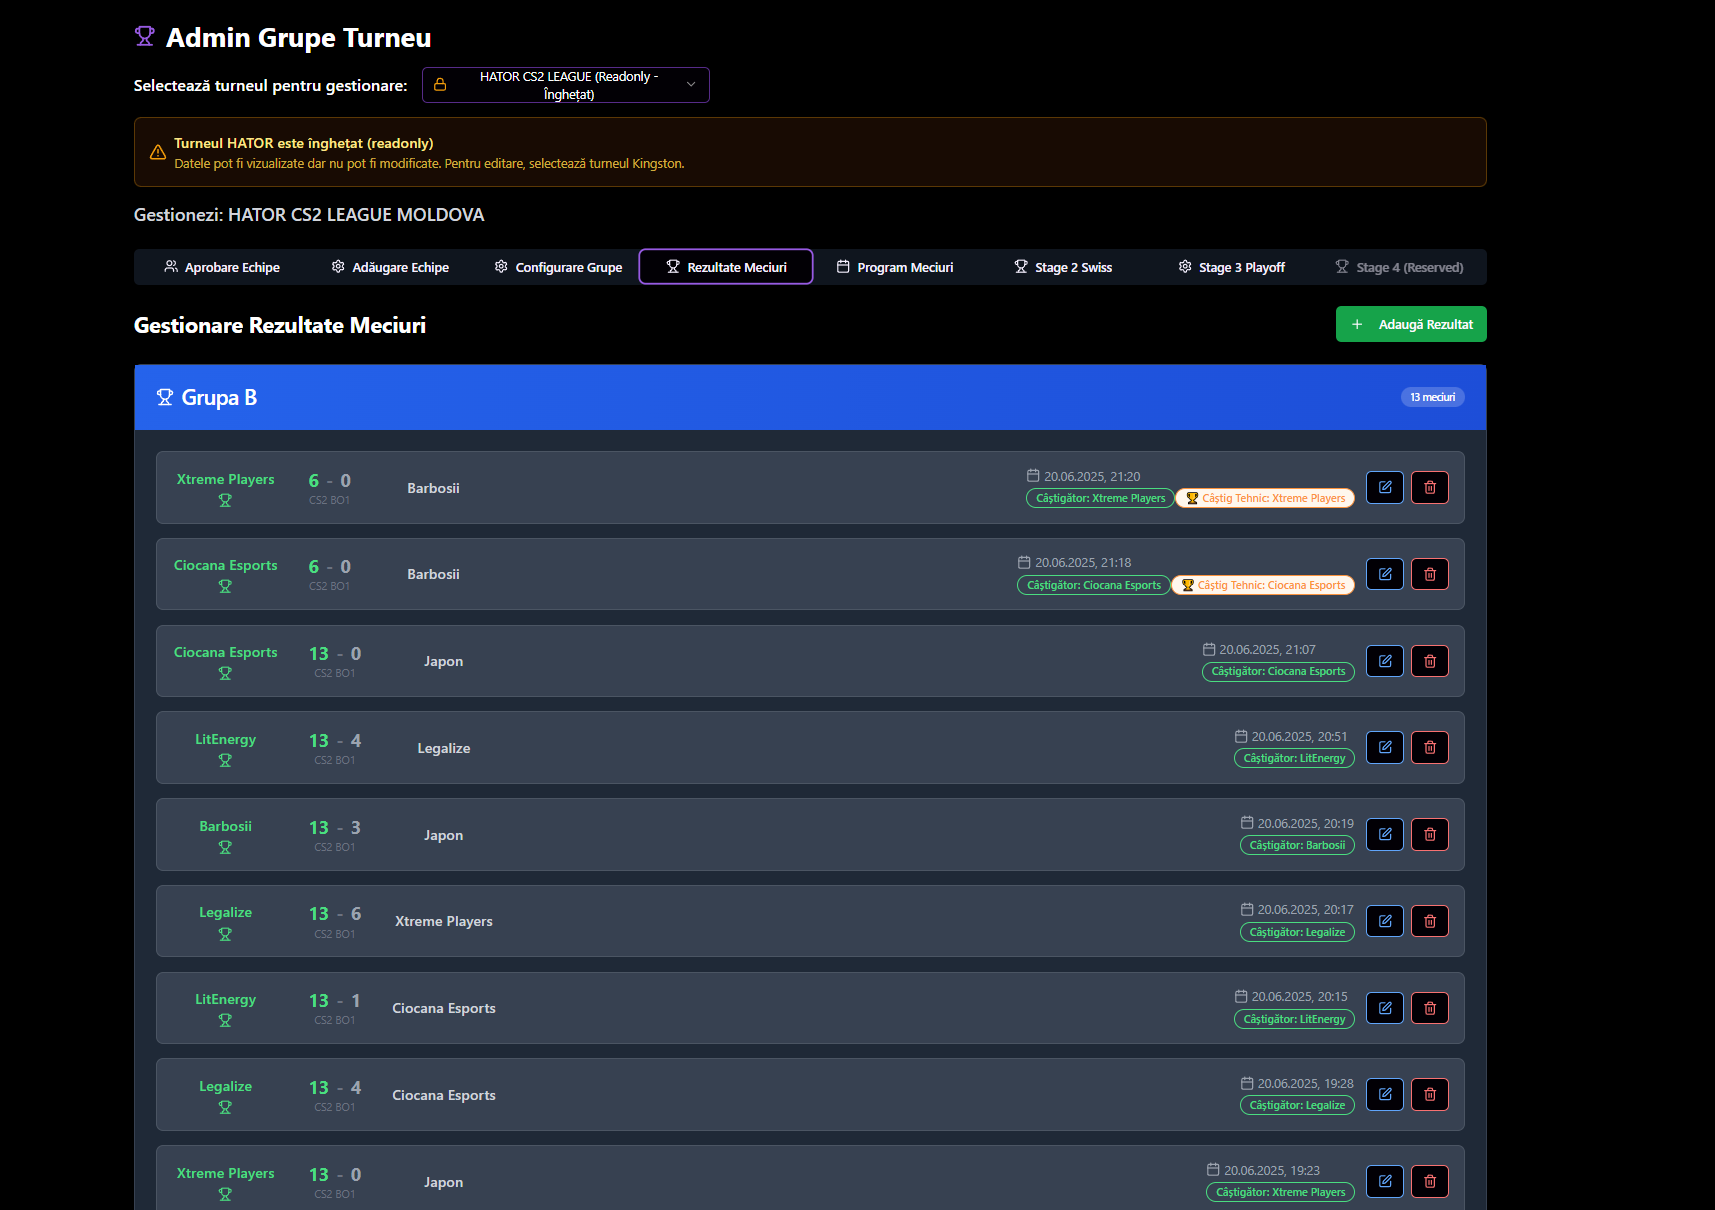 Admin Grupe Turneu
Selectează turneul pentru gestionare:
HATOR CS2 LEAGUE (Readonly -
Înghețat)
Turneul HATOR este înghețat (readonly)
Datele pot fi vizualizate dar nu pot fi modificate. Pentru editare, selectează turneul Kingston.
Gestionezi: HATOR CS2 LEAGUE MOLDOVA
Aprobare Echipe
Adăugare Echipe
Configurare Grupe
Rezultate Meciuri
Program Meciuri
Stage 2 Swiss
Stage 3 Playoff
Stage 4 (Reserved)
Gestionare Rezultate Meciuri
+ Adaugă Rezultat
Grupa B
13 meciuri
Xtreme Players
6 - 0
CS2 BO1
Barbosii
20.06.2025, 21:20
Câștigător: Xtreme Players
Câștig Tehnic: Xtreme Players
Ciocana Esports
6 - 0
CS2 BO1
Barbosii
20.06.2025, 21:18
Câștigător: Ciocana Esports
Câștig Tehnic: Ciocana Esports
Ciocana Esports
13 - 0
CS2 BO1
Japon
20.06.2025, 21:07
Câștigător: Ciocana Esports
LitEnergy
13 - 4
CS2 BO1
Legalize
20.06.2025, 20:51
Câștigător: LitEnergy
Barbosii
13 - 3
CS2 BO1
Japon
20.06.2025, 20:19
Câștigător: Barbosii
Legalize
13 - 6
CS2 BO1
Xtreme Players
20.06.2025, 20:17
Câștigător: Legalize
LitEnergy
13 - 1
CS2 BO1
Ciocana Esports
20.06.2025, 20:15
Câștigător: LitEnergy
Legalize
13 - 4
CS2 BO1
Ciocana Esports
20.06.2025, 19:28
Câștigător: Legalize
Xtreme Players
13 - 0
CS2 BO1
Japon
20.06.2025, 19:23
Câștigător: Xtreme Players